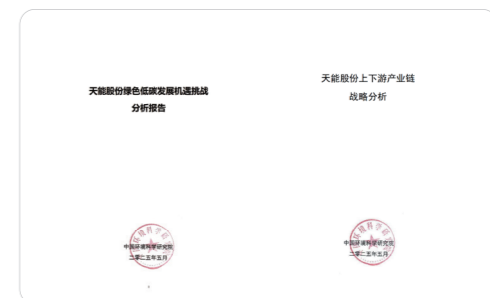 天能股份绿色低碳发展机遇挑战
分析报告
中国环境科学研究院
二零二五年五月
天能股份上下游产业链
战略分析
中国环境科学研究院
二零二五年五月